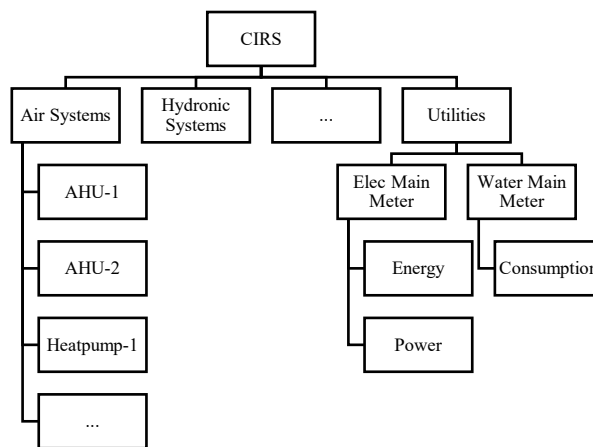 CIRS
Air Systems
Hydronic
Systems
...
Utilities
AHU-1
AHU-2
Heatpump-1
...
Elec Main
Meter
Energy
Power
Water Main
Meter
Consumption